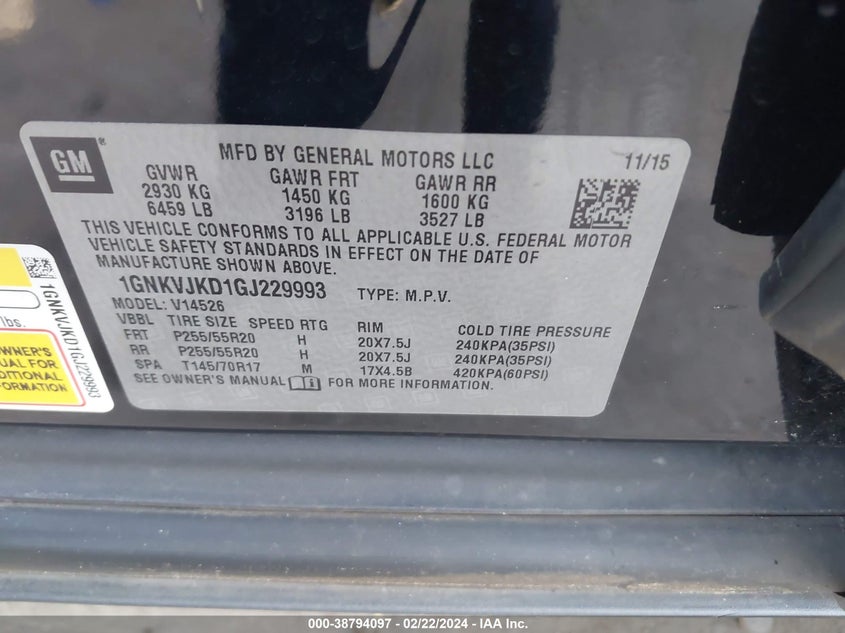 GM ®
MFD BY GENERAL MOTORS LLC 11/15
GVWR GAWR FRT GAWR RR
2930 KG 1450 KG 1600 KG
6459 LB 3196 LB 3527 LB
THIS VEHICLE CONFORMS TO ALL APPLICABLE U.S. FEDERAL MOTOR
VEHICLE SAFETY STANDARDS IN EFFECT ON THE DATE OF
MANUFACTURE SHOWN ABOVE.
1GNKVJKD1GJ229993 TYPE: M.P.V.
MODEL: V14526
VBBL TIRE SIZE SPEED RTG RIM COLD TIRE PRESSURE
FRT P255/55R20 H 20X7.5J 240KPA(35PSI)
RR P255/55R20 H 20X7.5J 240KPA(35PSI)
SPA T145/70R17 M 17X4.5B 420KPA(60PSI)
SEE OWNER'S MANUAL FOR MORE INFORMATION.
1GNKVJKD1GJ229993
lbs.
OWNER'S
MANUAL FOR
ADDITIONAL
INFORMATION
000-38794097 - 02/22/2024 - IAA Inc.